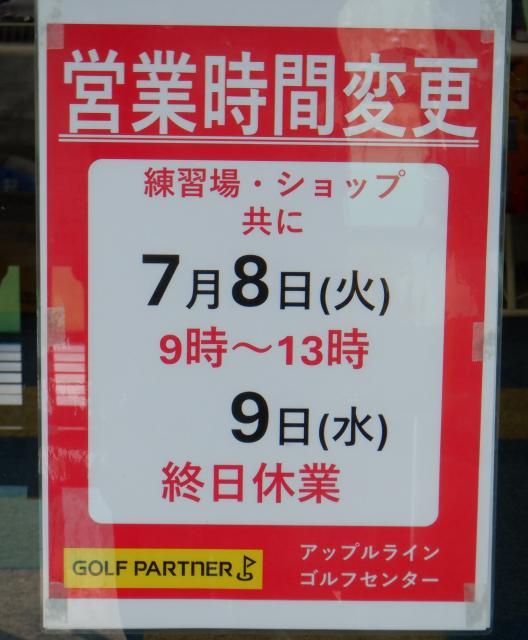 営業時間変更
練習場・ショップ
共に
7月8日(火)
9時～13時
9日(水)
終日休業
GOLF PARTNER
アップルライン
ゴルフセンター